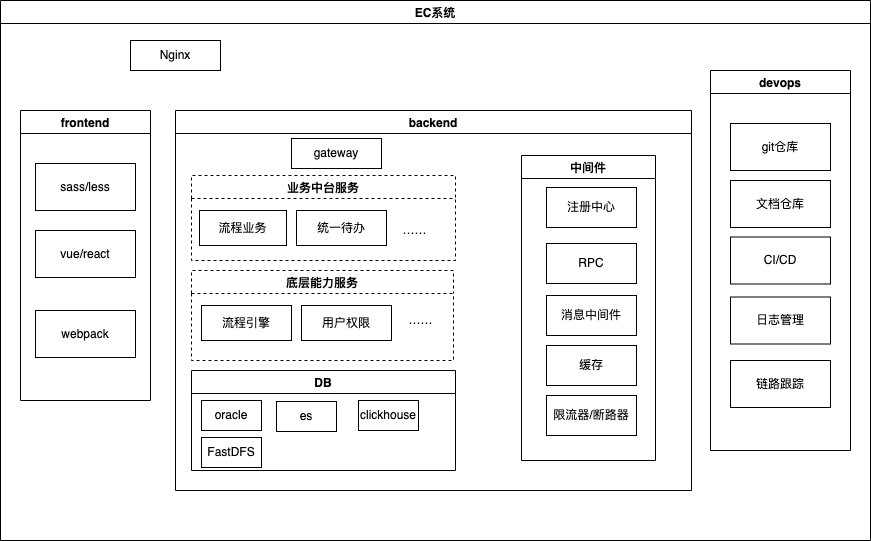 EC系统
Nginx
frontend
sass/less
vue/react
webpack
backend
gateway
业务中台服务
流程业务
统一待办
……
底层能力服务
流程引擎
用户权限
……
DB
oracle
es
clickhouse
FastDFS
中间件
注册中心
RPC
消息中间件
缓存
限流器/断路器
devops
git仓库
文档仓库
CI/CD
日志管理
链路跟踪